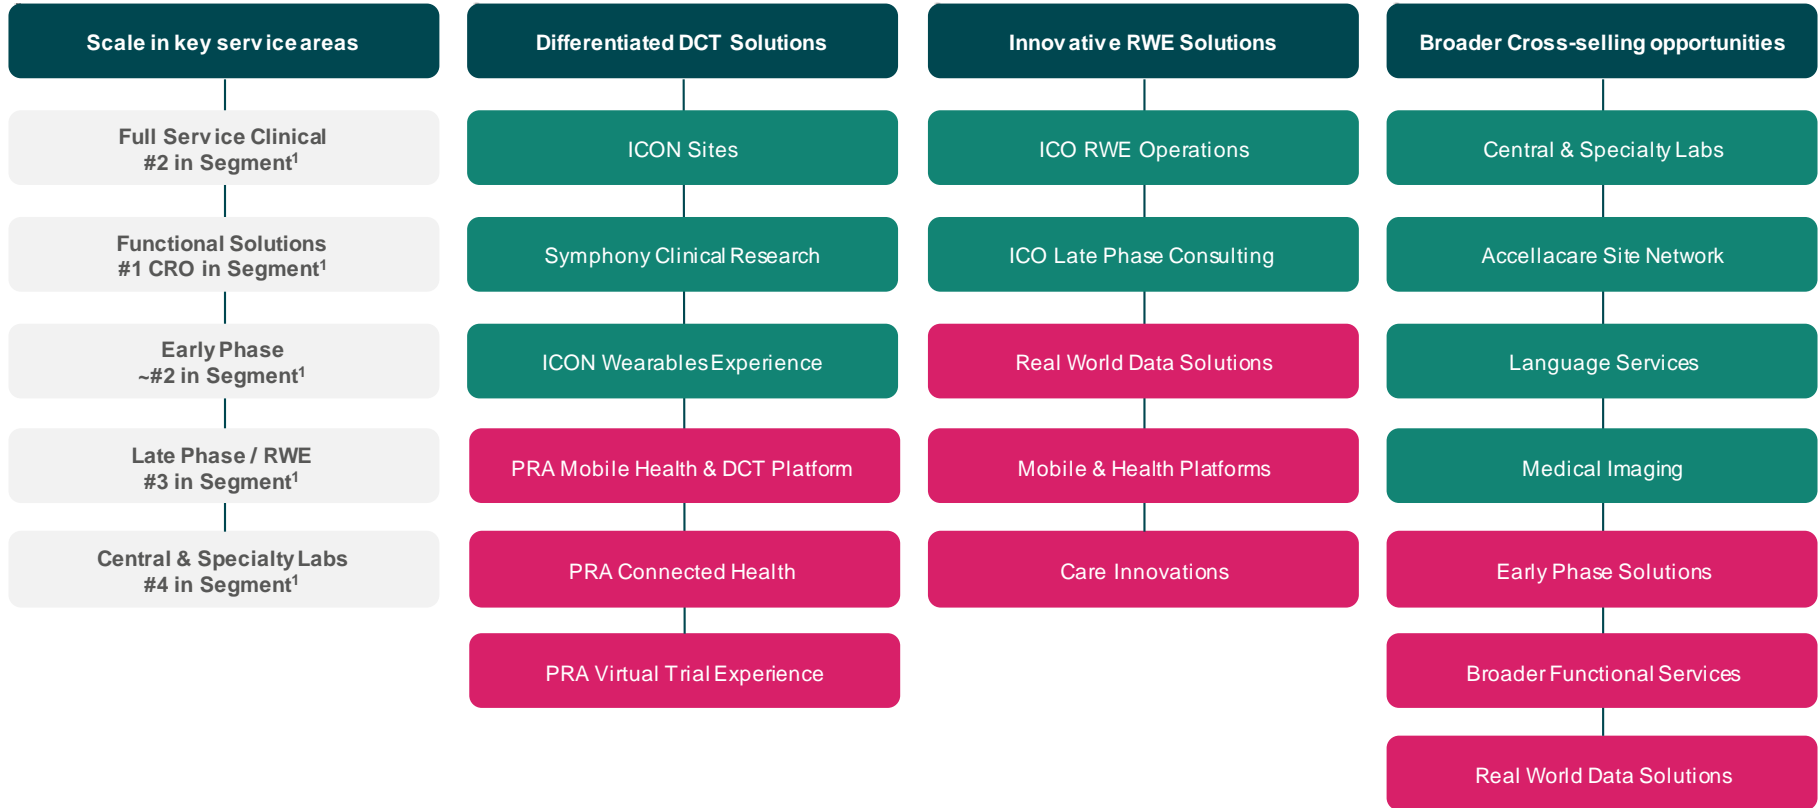 Scale in key service areas
Full Service Clinical
#2 in Segment¹
Functional Solutions
#1 CRO in Segment¹
Early Phase
~#2 in Segment¹
Late Phase / RWE
#3 in Segment¹
Central & Specialty Labs
#4 in Segment¹
Differentiated DCT Solutions
ICON Sites
Symphony Clinical Research
ICON Wearables Experience
PRA Mobile Health & DCT Platform
PRA Connected Health
PRA Virtual Trial Experience
Innovative RWE Solutions
ICO RWE Operations
ICO Late Phase Consulting
Real World Data Solutions
Mobile & Health Platforms
Care Innovations
Broader Cross-selling opportunities
Central & Specialty Labs
Accellacare Site Network
Language Services
Medical Imaging
Early Phase Solutions
Broader Functional Services
Real World Data Solutions